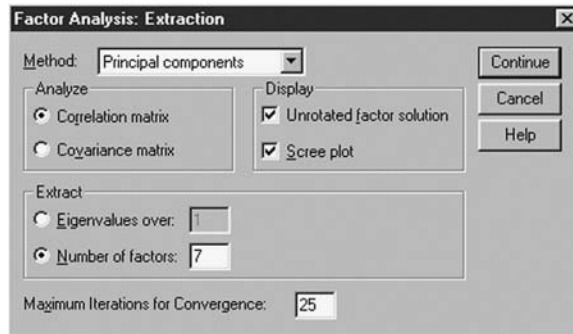 Factor Analysis: Extraction
Method: Principal components
Continue
Cancel
Help
Analyze
Correlation matrix
Covariance matrix
Display
Unrotated factor solution
Scree plot
Extract
Eigenvalues over: 1
Number of factors: 7
Maximum Iterations for Convergence: 25